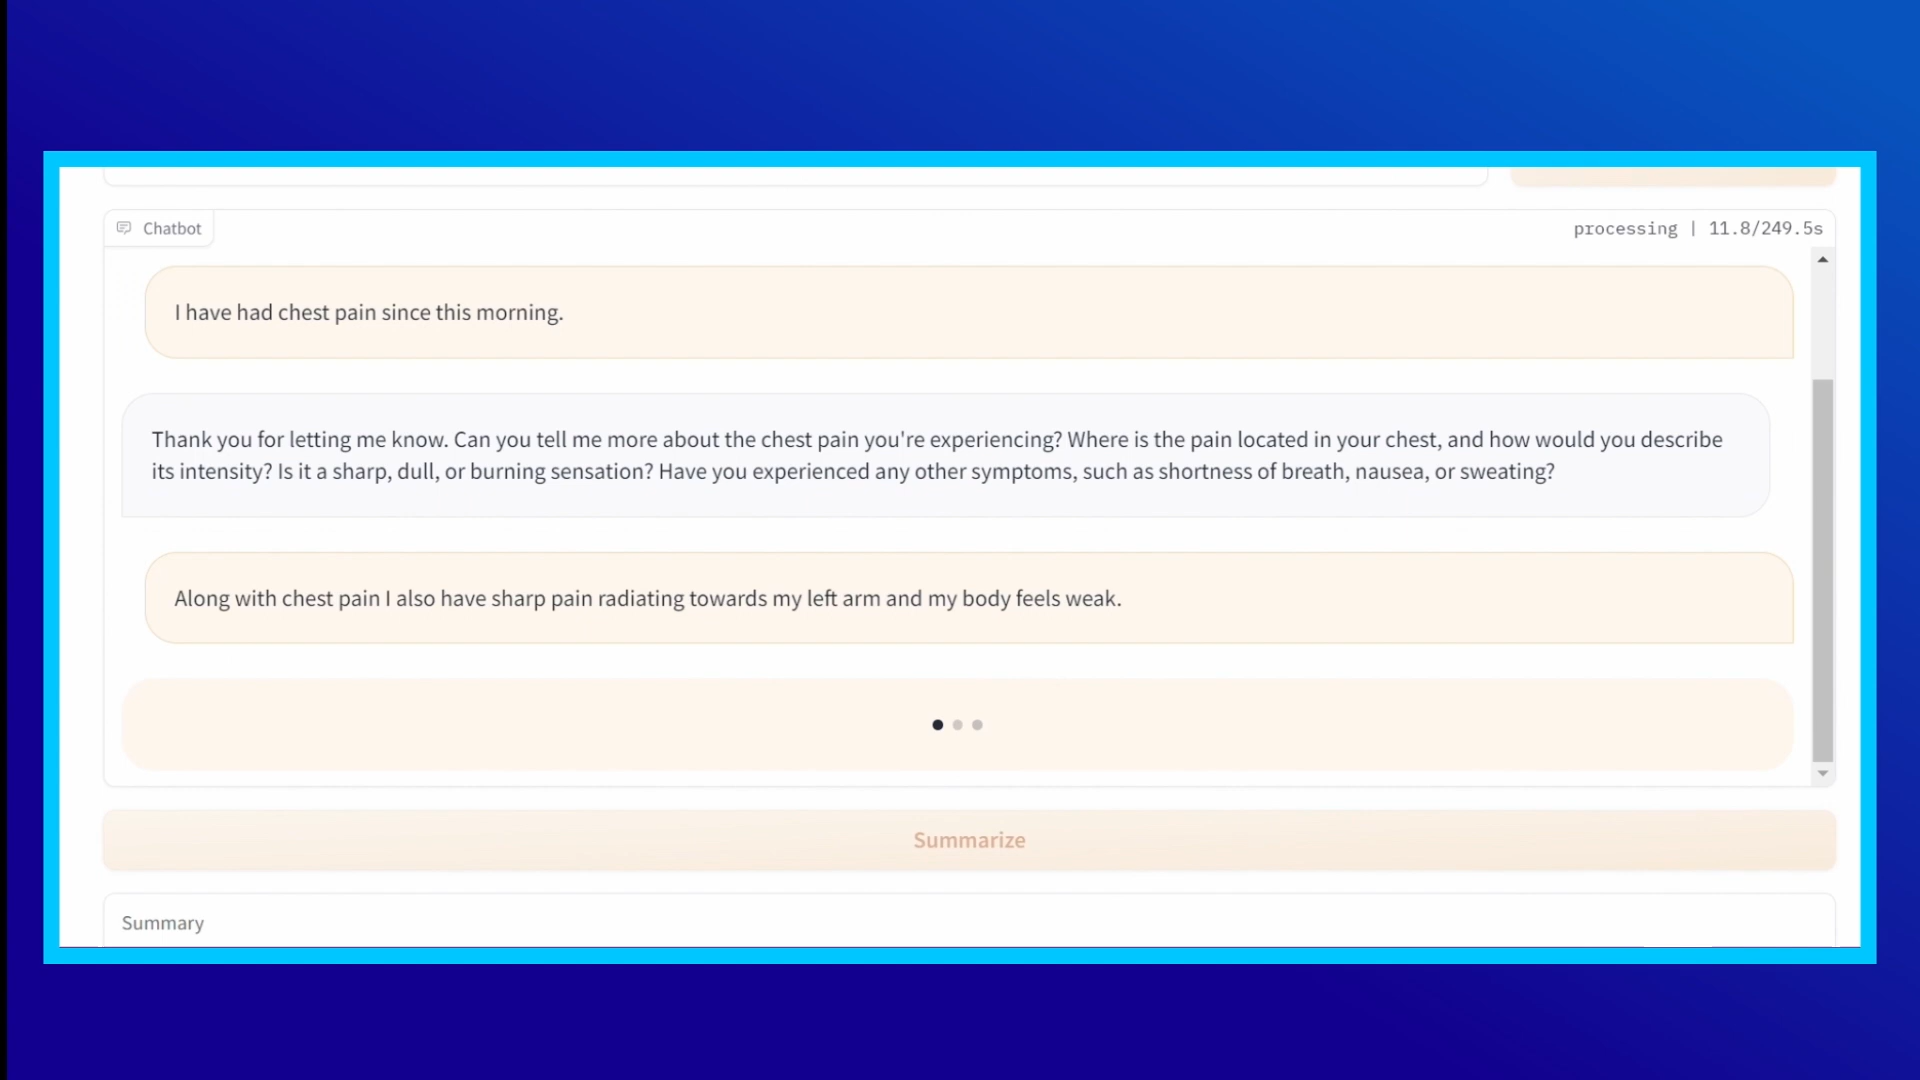 Chatbot
processing | 11.8/249.5s
I have had chest pain since this morning.
Thank you for letting me know. Can you tell me more about the chest pain you're experiencing? Where is the pain located in your chest, and how would you describe
its intensity? Is it a sharp, dull, or burning sensation? Have you experienced any other symptoms, such as shortness of breath, nausea, or sweating?
Along with chest pain I also have sharp pain radiating towards my left arm and my body feels weak.
Summarize
Summary